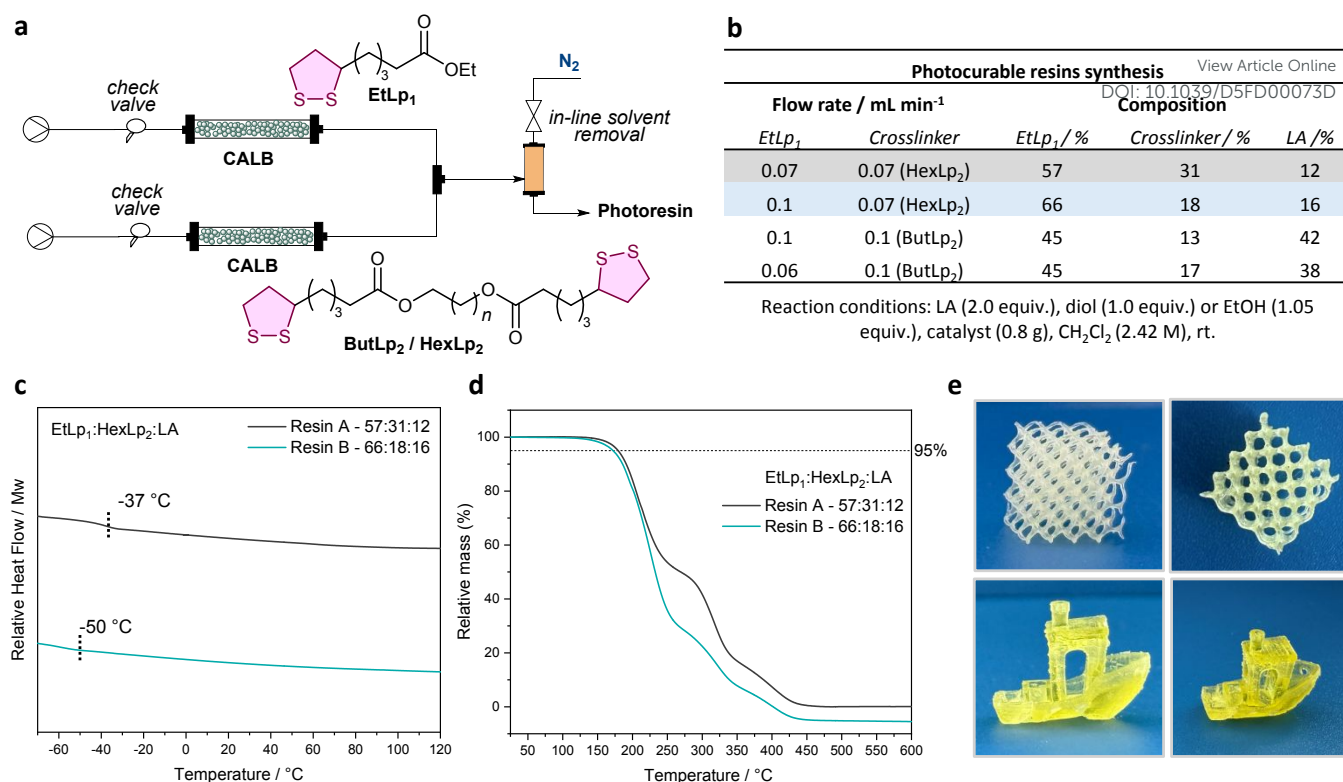 a
EtLp₁
O
OEt
3
S-S
check
valve
CALB
check
valve
CALB
N₂
in-line solvent
removal
Photoresin
S-S
3
O
O
n
O
O
3
S
S
ButLp₂ / HexLp₂
b
View Article Online
Photocurable resins synthesis
DOI: 10.1039/D5FD00073D
Flow rate / mL min⁻¹ Composition
EtLp₁ Crosslinker EtLp₁/ % Crosslinker/ % LA /%
0.07 0.07 (HexLp₂) 57 31 12
0.1 0.07 (HexLp₂) 66 18 16
0.1 0.1 (ButLp₂) 45 13 42
0.06 0.1 (ButLp₂) 45 17 38
Reaction conditions: LA (2.0 equiv.), diol (1.0 equiv.) or EtOH (1.05
equiv.), catalyst (0.8 g), CH₂Cl₂ (2.42 M), rt.
c
EtLp₁:HexLp₂:LA
Resin A - 57:31:12
Resin B - 66:18:16
-37 °C
-50 °C
Relative Heat Flow / Mw
-60 -40 -20 0 20 40 60 80 100 120
Temperature / °C
d
95%
EtLp₁:HexLp₂:LA
Resin A - 57:31:12
Resin B - 66:18:16
Relative mass (%)
100
80
60
40
20
0
50 100 150 200 250 300 350 400 450 500 550 600
Temperature / °C
e